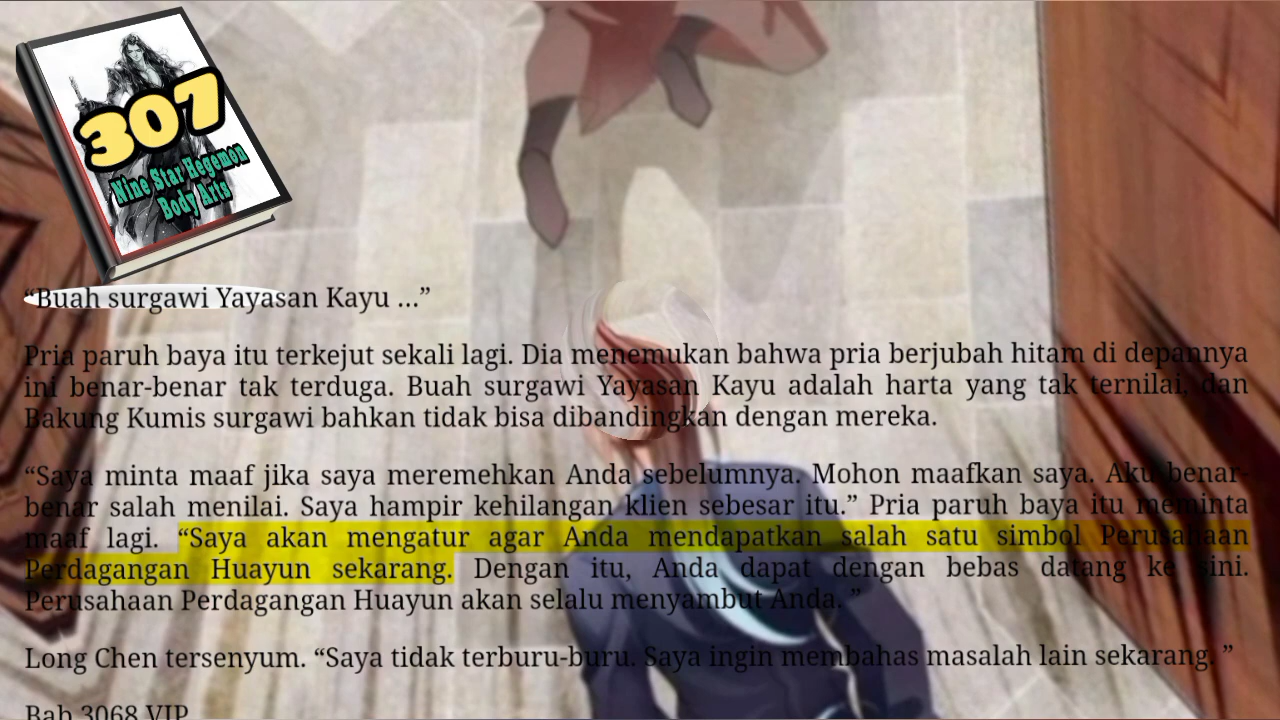 307
Nine Star Hegemon
Body Arts
“Buah surgawi Yayasan Kayu ...”
Pria paruh baya itu terkejut sekali lagi. Dia menemukan bahwa pria berjubah hitam di depannya
ini benar-benar tak terduga. Buah surgawi Yayasan Kayu adalah harta yang tak ternilai, dan
Bakung Kumis surgawi bahkan tidak bisa dibandingkan dengan mereka.
“Saya minta maaf jika saya meremehkan Anda sebelumnya. Mohon maafkan saya. Aku benar-
benar salah menilai. Saya hampir kehilangan klien sebesar itu.” Pria paruh baya itu meminta
maaf lagi. “Saya akan mengatur agar Anda mendapatkan salah satu simbol Perusahaan
Perdagangan Huayun sekarang. Dengan itu, Anda dapat dengan bebas datang ke sini.
Perusahaan Perdagangan Huayun akan selalu menyambut Anda. ”
Long Chen tersenyum. “Saya tidak terburu-buru. Saya ingin membahas masalah lain sekarang. ”
Bab 3068 VIP